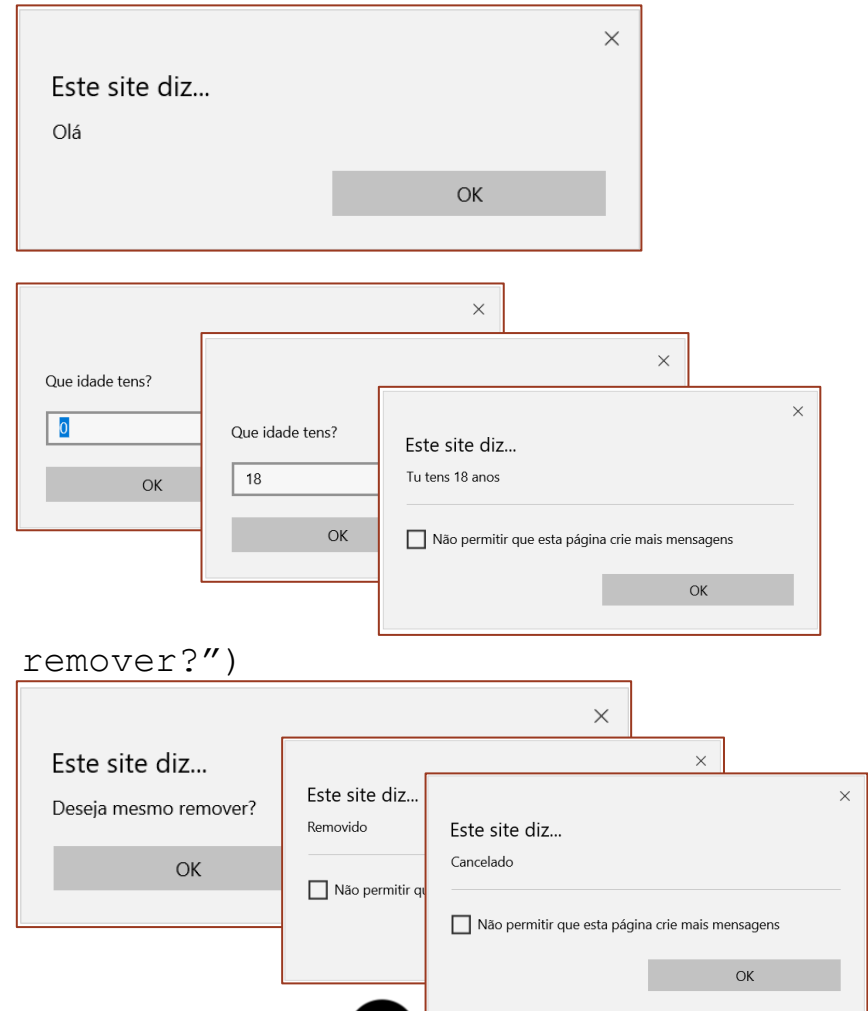 Este site diz...
Olá
OK
Que idade tens?
0
OK
Que idade tens?
18
OK
Este site diz...
Tu tens 18 anos
Não permitir que esta página crie mais mensagens
OK
remover?")
Este site diz...
Deseja mesmo remover?
OK
Este site diz...
Removido
Não permitir qu
Este site diz...
Cancelado
Não permitir que esta página crie mais mensagens
OK